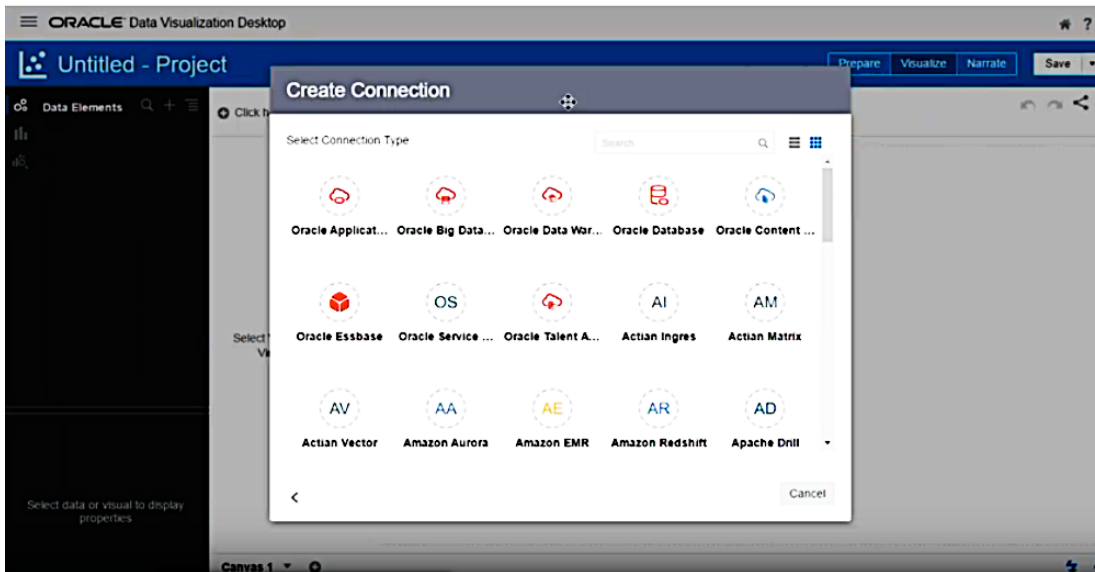 ORACLE Data Visualization Desktop
?
Untitled - Project
Prepare Visualize Narrate
Save
Data Elements
Click h
Create Connection
Select Connection Type
Search
Oracle Applicat... Oracle Big Data... Oracle Data War... Oracle Database Oracle Content ...
OS AI AM
Oracle Essbase Oracle Service ... Oracle Talent A... Actian Ingres Actian Matrix
AV AA AE AR AD
Actian Vector Amazon Aurora Amazon EMR Amazon Redshift Apache Drill
Select
Vi
Cancel
Select data or visual to display
properties
Canvas 1